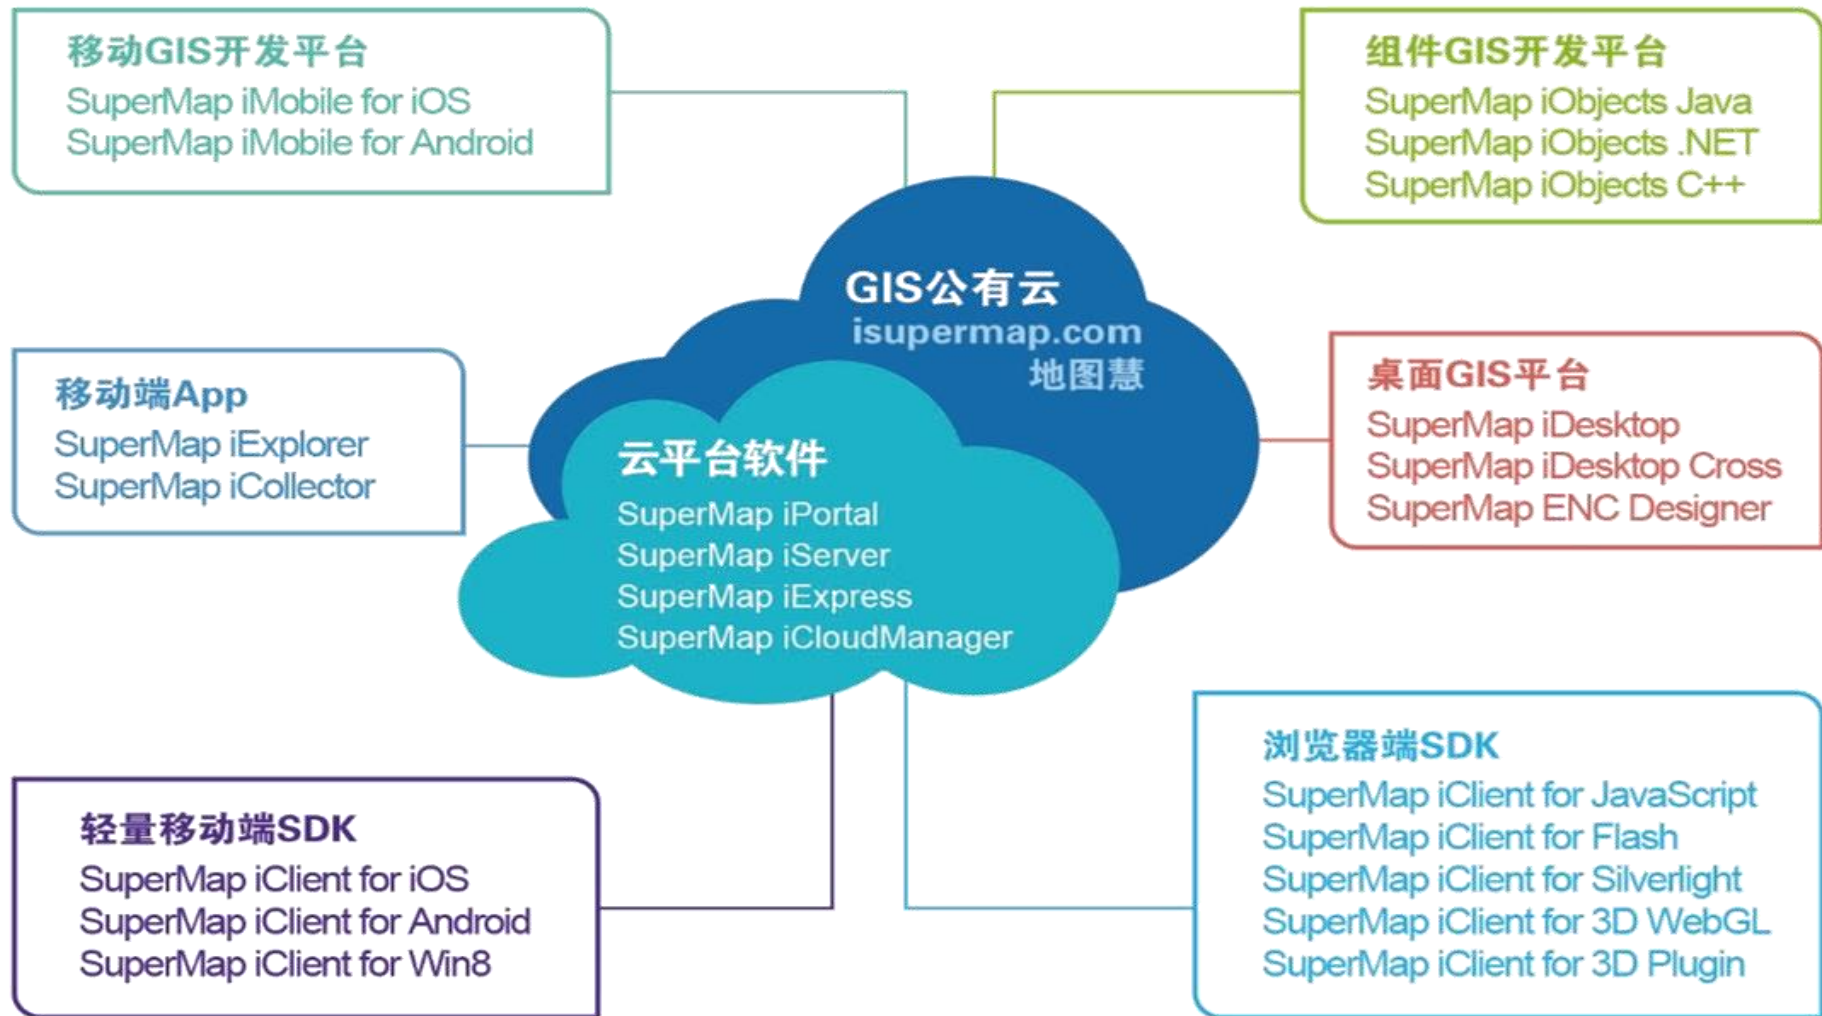 移动GIS开发平台
SuperMap iMobile for iOS
SuperMap iMobile for Android
组件GIS开发平台
SuperMap iObjects Java
SuperMap iObjects .NET
SuperMap iObjects C++
GIS公有云
isupermap.com
地图慧
移动端App
SuperMap iExplorer
SuperMap iCollector
桌面GIS平台
SuperMap iDesktop
SuperMap iDesktop Cross
SuperMap ENC Designer
云平台软件
SuperMap iPortal
SuperMap iServer
SuperMap iExpress
SuperMap iCloudManager
轻量移动端SDK
SuperMap iClient for iOS
SuperMap iClient for Android
SuperMap iClient for Win8
浏览器端SDK
SuperMap iClient for JavaScript
SuperMap iClient for Flash
SuperMap iClient for Silverlight
SuperMap iClient for 3D WebGL
SuperMap iClient for 3D Plugin